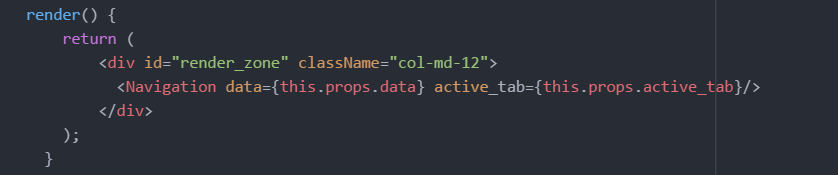 render() {
return (
<div id="render_zone" className="col-md-12">
<Navigation data={this.props.data} active_tab={this.props.active_tab}/>
</div>
);
}